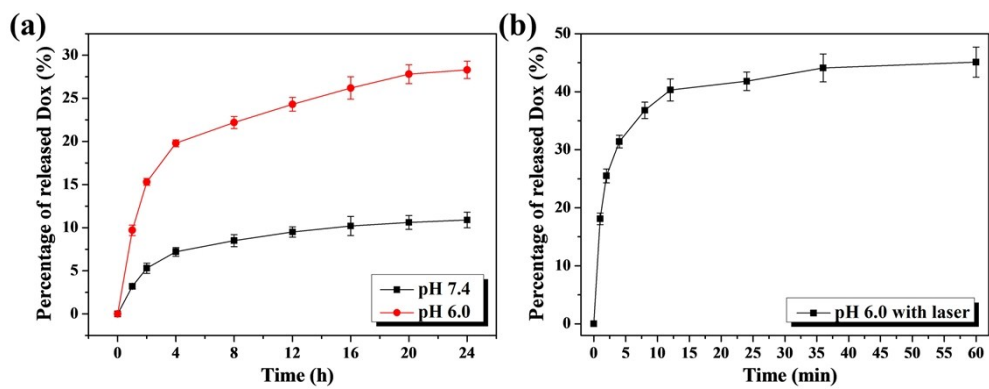 (a)
Percentage of released Dox (%)
30
25
20
15
10
5
0
pH 7.4
pH 6.0
0 4 8 12 16 20 24
Time (h)
(b)
Percentage of released Dox (%)
50
40
30
20
10
0
pH 6.0 with laser
0 5 10 15 20 25 30 35 40 45 50 55 60
Time (min)